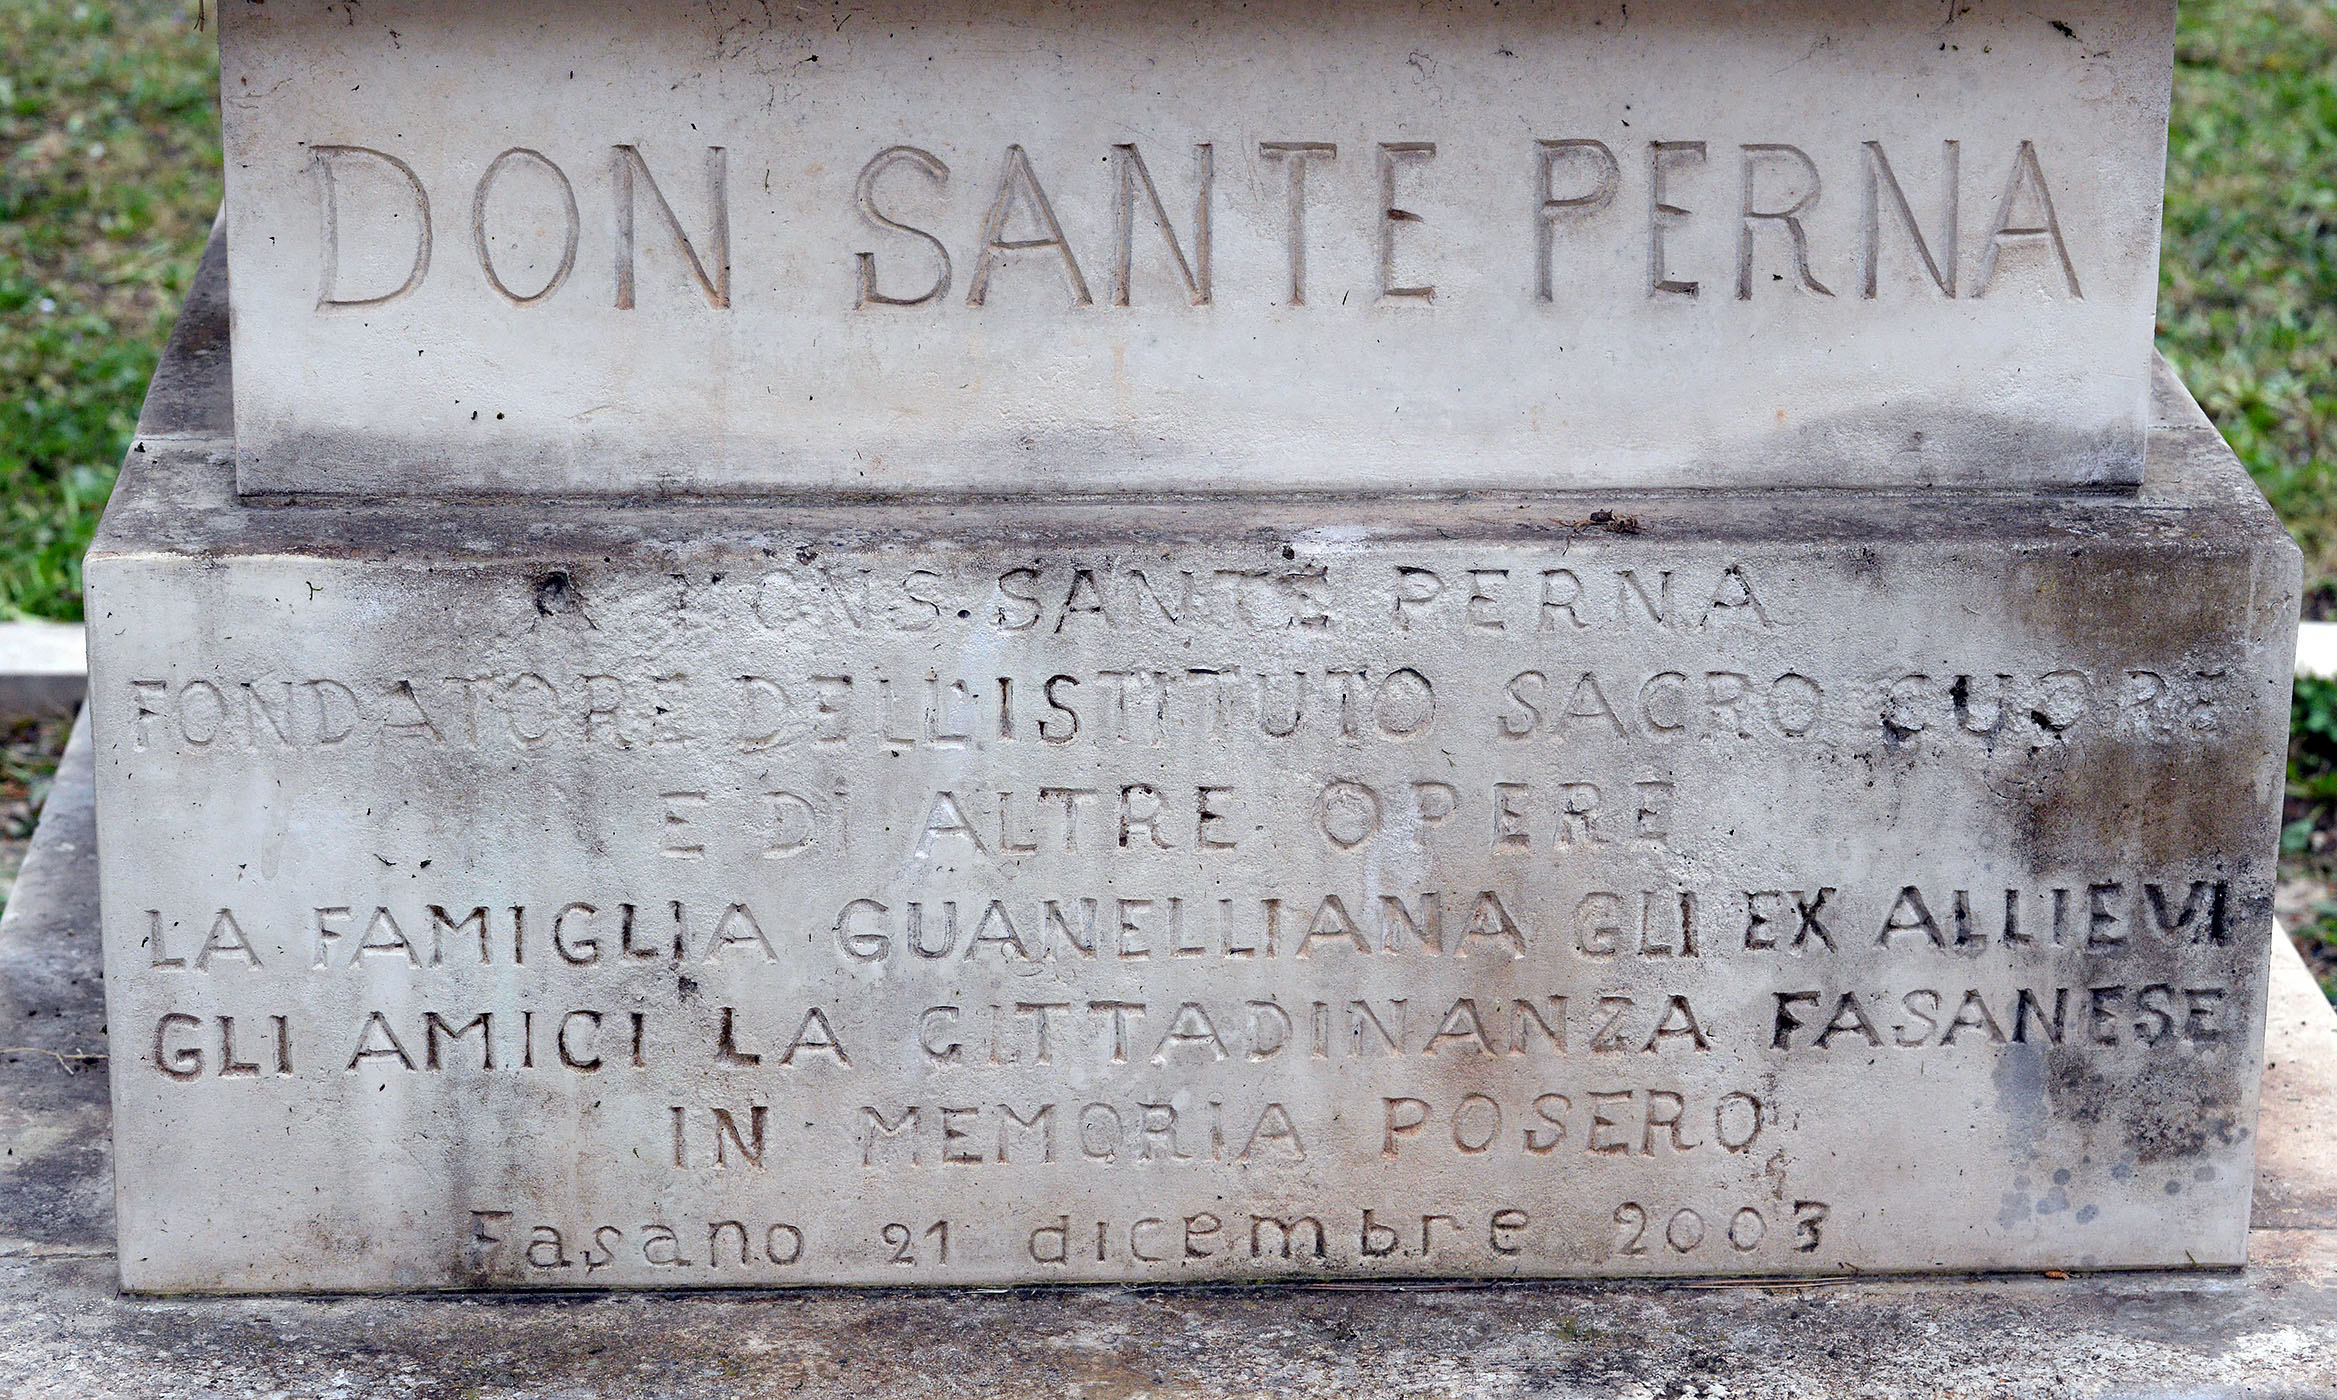 DON SANTE PERNA
A MONS. SANTE PERNA
FONDATORE DELL'ISTITUTO SACRO CUORE
E Di ALTRE OPERE
LA FAMIGLIA GUANELLIANA GLI EX ALLIEVI
GLI AMICI LA CITTADINANZA FASANESE
IN MEMORIA POSERO
Fasano 21 dicembre 2003